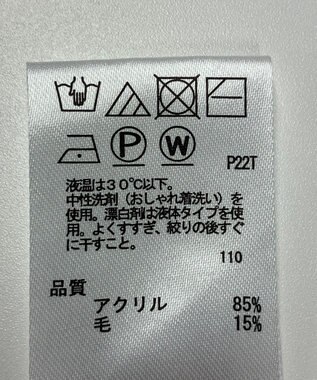 P W
P22T
液温は30℃以下。
中性洗剤（おしゃれ着洗い）を
使用。漂白剤は液体タイプを使
用。よくすすぎ、絞りの後すぐ
に干すこと。
110
品質
アクリル 85%
毛 15%